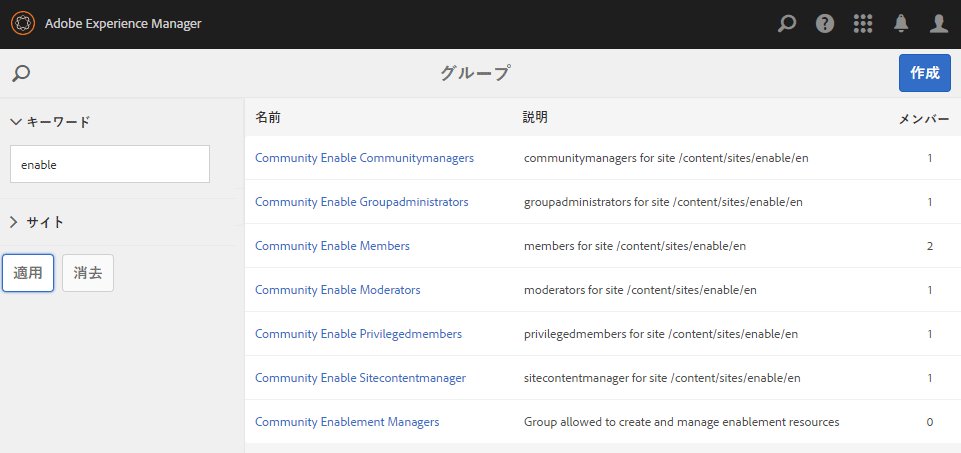 Adobe Experience Manager
グループ
作成
キーワード
enable
サイト
適用 消去
名前 説明 メンバー
Community Enable Communitymanagers communitymanagers for site /content/sites/enable/en 1
Community Enable Groupadministrators groupadministrators for site /content/sites/enable/en 1
Community Enable Members members for site /content/sites/enable/en 2
Community Enable Moderators moderators for site /content/sites/enable/en 1
Community Enable Privilegedmembers privilegedmembers for site /content/sites/enable/en 1
Community Enable Sitecontentmanager sitecontentmanager for site /content/sites/enable/en 1
Community Enablement Managers Group allowed to create and manage enablement resources 0